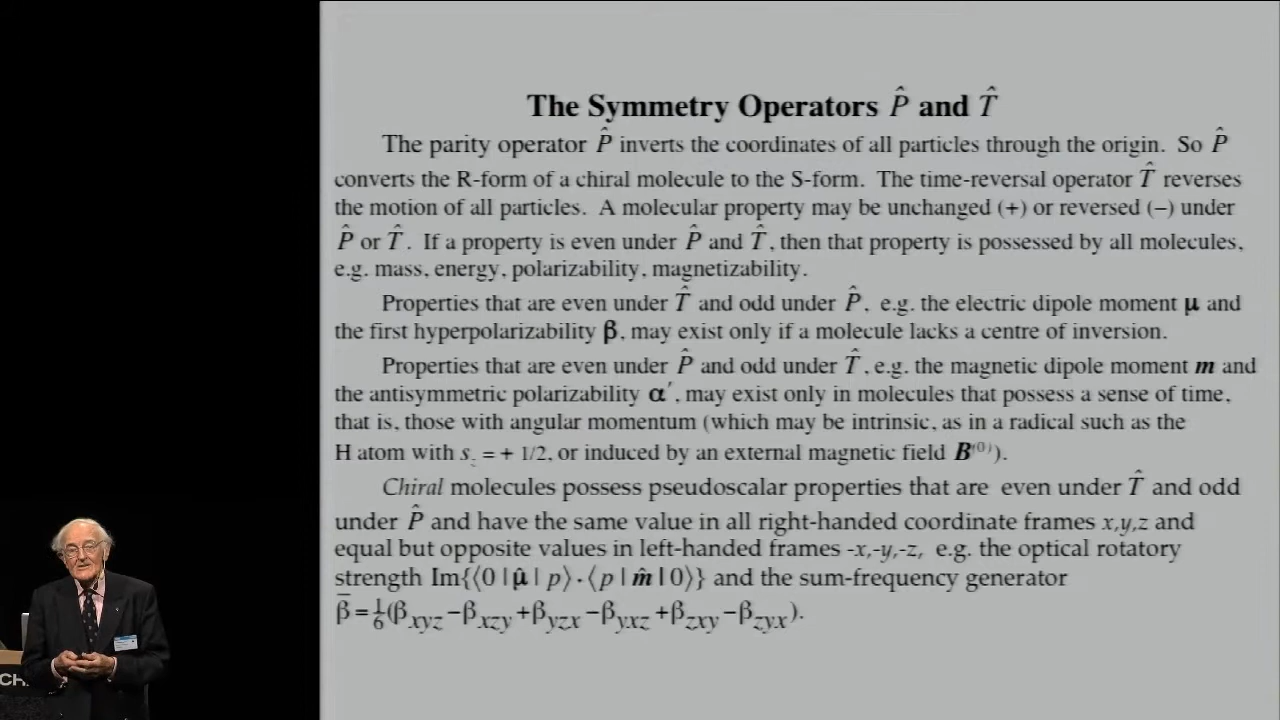 The Symmetry Operators P̂ and T̂
The parity operator P̂ inverts the coordinates of all particles through the origin. So P̂
converts the R-form of a chiral molecule to the S-form. The time-reversal operator T̂ reverses
the motion of all particles. A molecular property may be unchanged (+) or reversed (−) under
P̂ or T̂. If a property is even under P̂ and T̂, then that property is possessed by all molecules,
e.g. mass, energy, polarizability, magnetizability.
Properties that are even under T̂ and odd under P̂, e.g. the electric dipole moment μ and
the first hyperpolarizability β, may exist only if a molecule lacks a centre of inversion.
Properties that are even under P̂ and odd under T̂, e.g. the magnetic dipole moment m and
the antisymmetric polarizability α′, may exist only in molecules that possess a sense of time,
that is, those with angular momentum (which may be intrinsic, as in a radical such as the
H atom with s_z = + 1/2, or induced by an external magnetic field B⁽⁰⁾).
Chiral molecules possess pseudoscalar properties that are even under T̂ and odd
under P̂ and have the same value in all right-handed coordinate frames x,y,z and
equal but opposite values in left-handed frames -x,-y,-z, e.g. the optical rotatory
strength Im{⟨0|μ̂|p⟩·⟨p|m̂|0⟩} and the sum-frequency generator
β̄=1/6(β_xyz−β_xzy+β_yzx−β_yxz+β_zxy−β_zyx).
CH